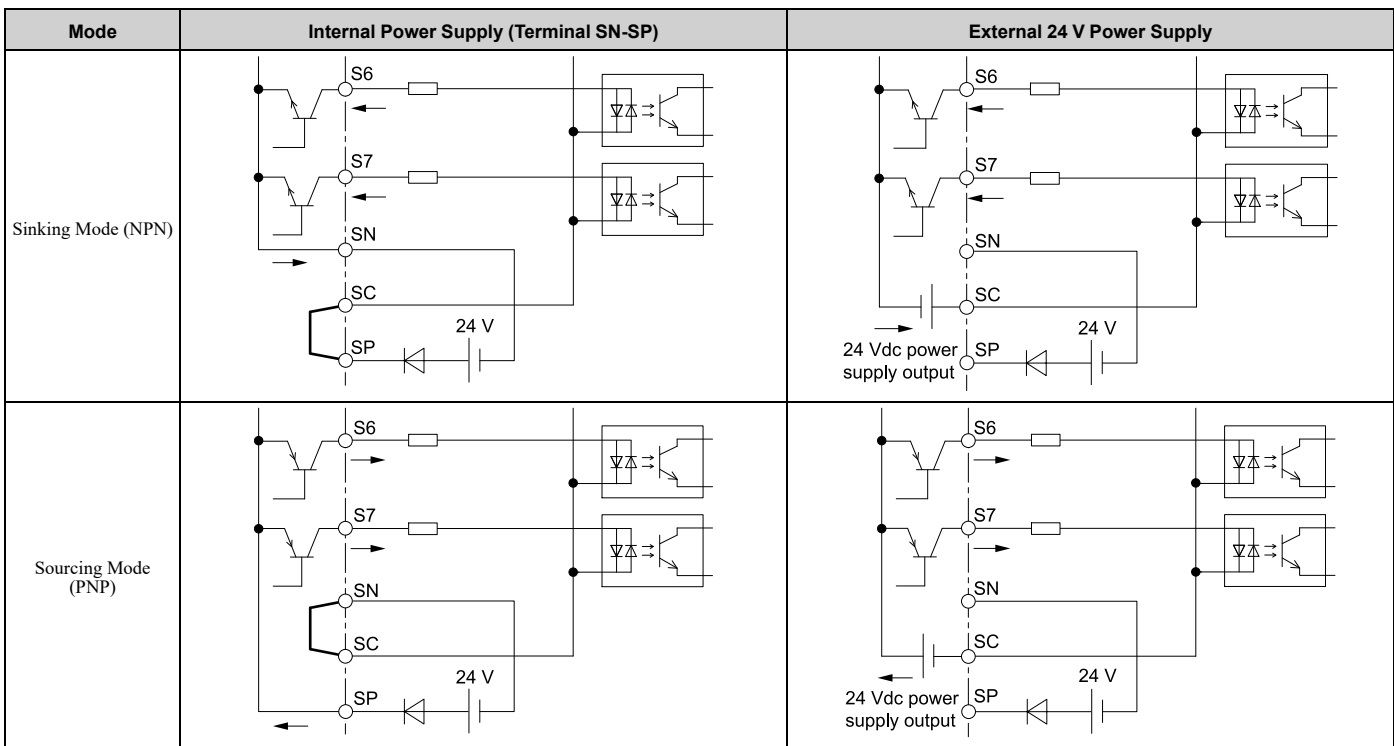 Mode
Internal Power Supply (Terminal SN-SP)
External 24 V Power Supply
Sinking Mode (NPN)
S6
S7
SN
SC
24 V
SP
S6
S7
SN
SC
24 V
24 Vdc power
supply output
SP
Sourcing Mode
(PNP)
S6
S7
SN
SC
24 V
SP
S6
S7
SN
SC
24 V
24 Vdc power
supply output
SP